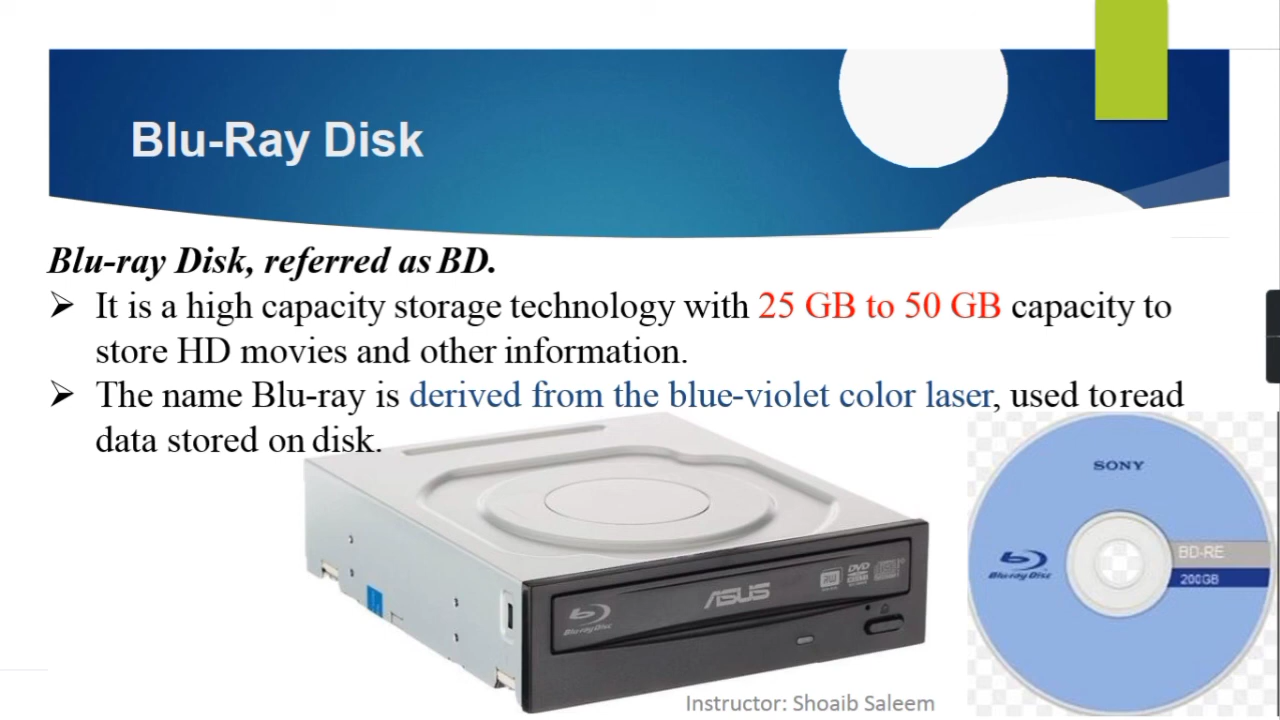 Blu-Ray Disk
Blu-ray Disk, referred as BD.
➢ It is a high capacity storage technology with 25 GB to 50 GB capacity to
store HD movies and other information.
➢ The name Blu-ray is derived from the blue-violet color laser, used to read
data stored on disk.
SONY
BD-RE
Blu-ray Disc
200GB
ASUS
RW DVD
Blu-ray Disc
Instructor: Shoaib Saleem